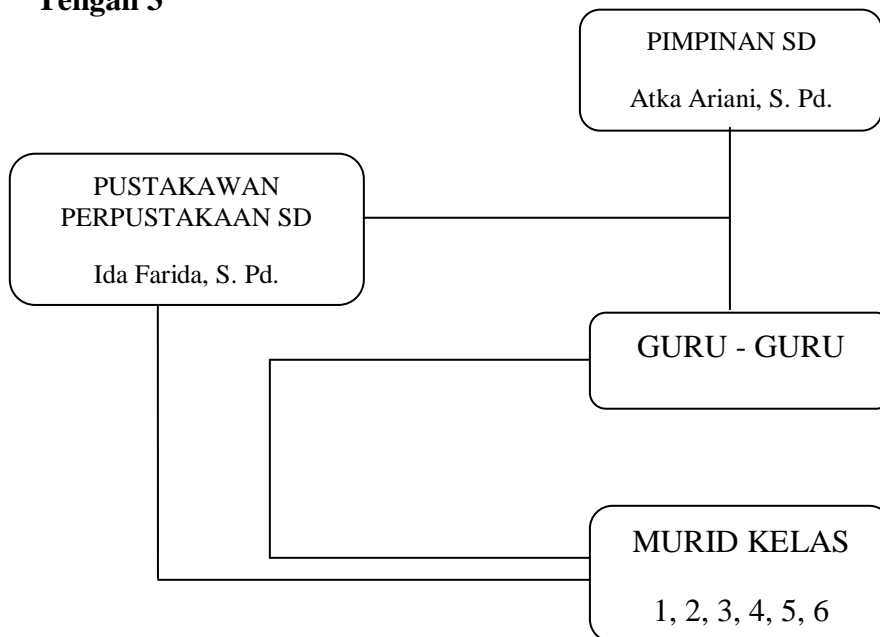 Tengah 3
PIMPINAN SD
Atka Ariani, S. Pd.
PUSTAKAWAN
PERPUSTAKAAN SD
Ida Farida, S. Pd.
GURU - GURU
MURID KELAS
1, 2, 3, 4, 5, 6